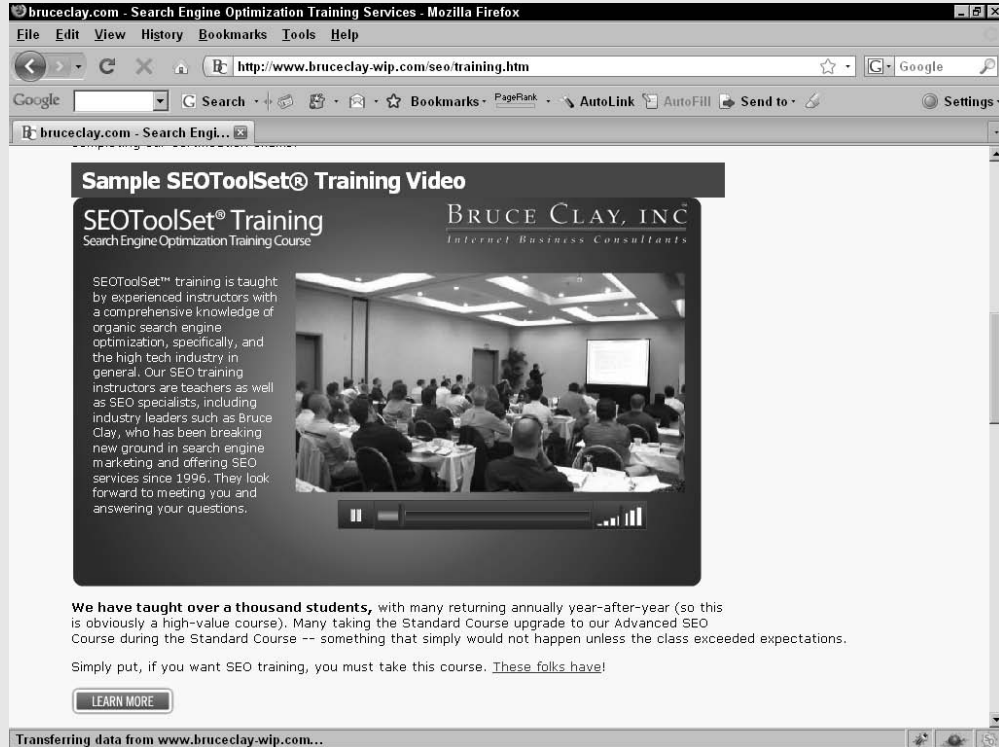 bruceclay.com - Search Engine Optimization Training Services - Mozilla Firefox
File Edit View History Bookmarks Tools Help
http://www.bruceclay-wip.com/seo/training.htm
Google
Google Search Bookmarks PageRank AutoLink AutoFill Send to Settings
bruceclay.com - Search Engi...
Sample SEOToolSet® Training Video
SEOToolSet® Training
Search Engine Optimization Training Course
BRUCE CLAY, INC
Internet Business Consultants
SEOToolSet™ training is taught
by experienced instructors with
a comprehensive knowledge of
organic search engine
optimization, specifically, and
the high tech industry in
general. Our SEO training
instructors are teachers as well
as SEO specialists, including
industry leaders such as Bruce
Clay, who has been breaking
new ground in search engine
marketing and offering SEO
services since 1996. They look
forward to meeting you and
answering your questions.
We have taught over a thousand students, with many returning annually year-after-year (so this
is obviously a high-value course). Many taking the Standard Course upgrade to our Advanced SEO
Course during the Standard Course -- something that simply would not happen unless the class exceeded expectations.
Simply put, if you want SEO training, you must take this course. These folks have!
LEARN MORE
Transferring data from www.bruceclay-wip.com...